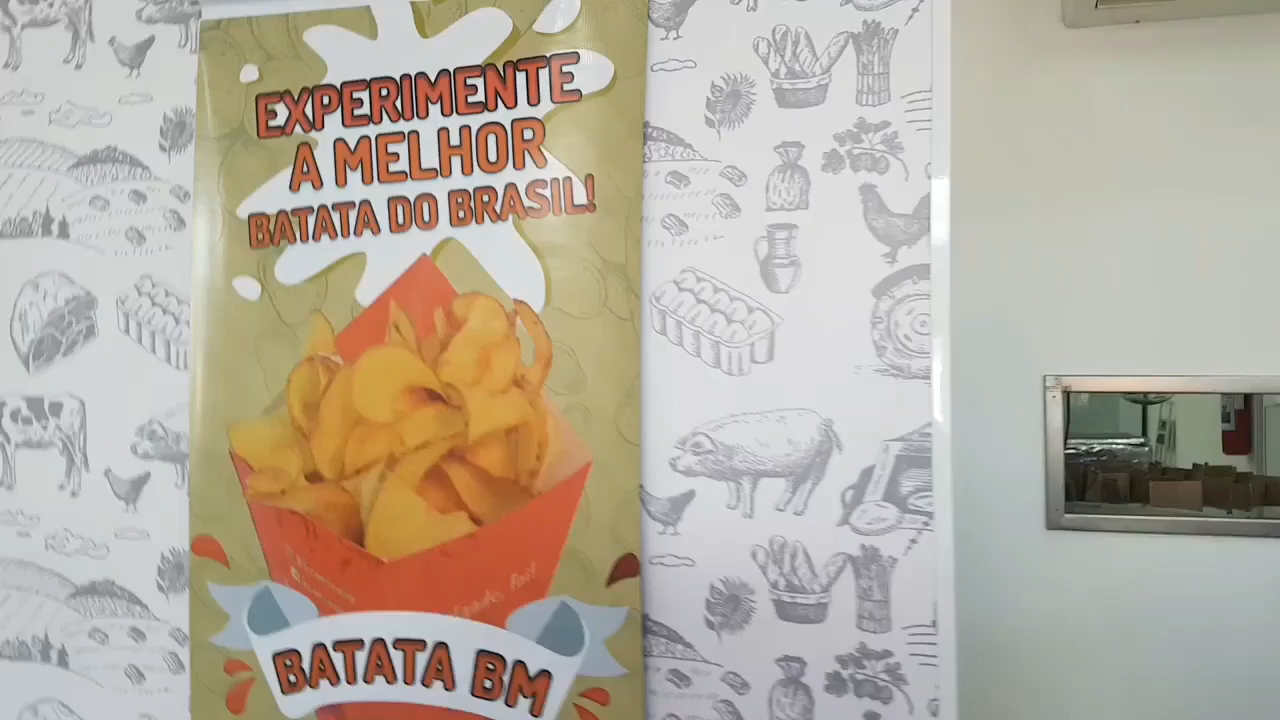 EXPERIMENTE
A MELHOR
BATATA DO BRASIL!
BATATA BM